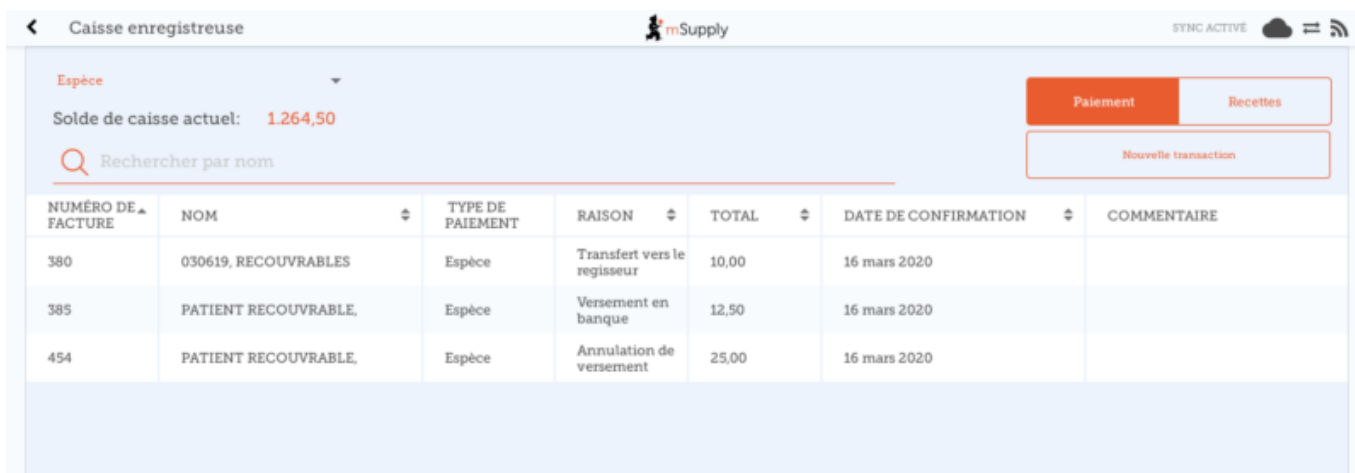 Caisse enregistreuse
mSupply
SYNC ACTIVÉ
Espèce
Solde de caisse actuel: 1.264,50
Paiement
Recettes
Rechercher par nom
Nouvelle transaction
NUMÉRO DE FACTURE NOM TYPE DE PAIEMENT RAISON TOTAL DATE DE CONFIRMATION COMMENTAIRE
380 030619, RECOUVRABLES Espèce Transfert vers le regisseur 10,00 16 mars 2020
385 PATIENT RECOUVRABLE, Espèce Versement en banque 12,50 16 mars 2020
454 PATIENT RECOUVRABLE, Espèce Annulation de versement 25,00 16 mars 2020